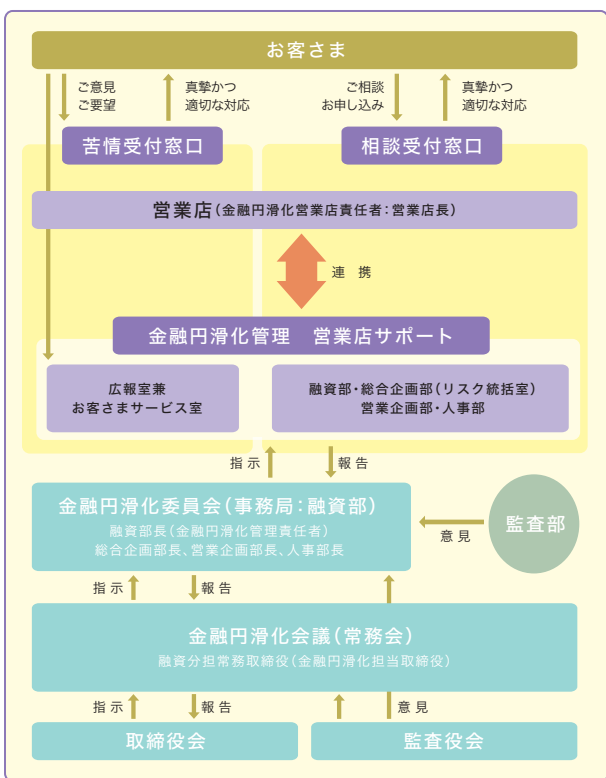 お客さま
ご意見
ご要望
真摯かつ
適切な対応
ご相談
お申し込み
真摯かつ
適切な対応
苦情受付窓口
相談受付窓口
営業店(金融円滑化営業店責任者:営業店長)
連 携
金融円滑化管理 営業店サポート
広報室兼
お客さまサービス室
融資部・総合企画部(リスク統括室)
営業企画部・人事部
指示
報告
金融円滑化委員会(事務局:融資部)
融資部長(金融円滑化管理責任者)
総合企画部長、営業企画部長、人事部長
意見
監査部
指示
報告
金融円滑化会議(常務会)
融資分担常務取締役(金融円滑化担当取締役)
指示
報告
意見
取締役会
監査役会